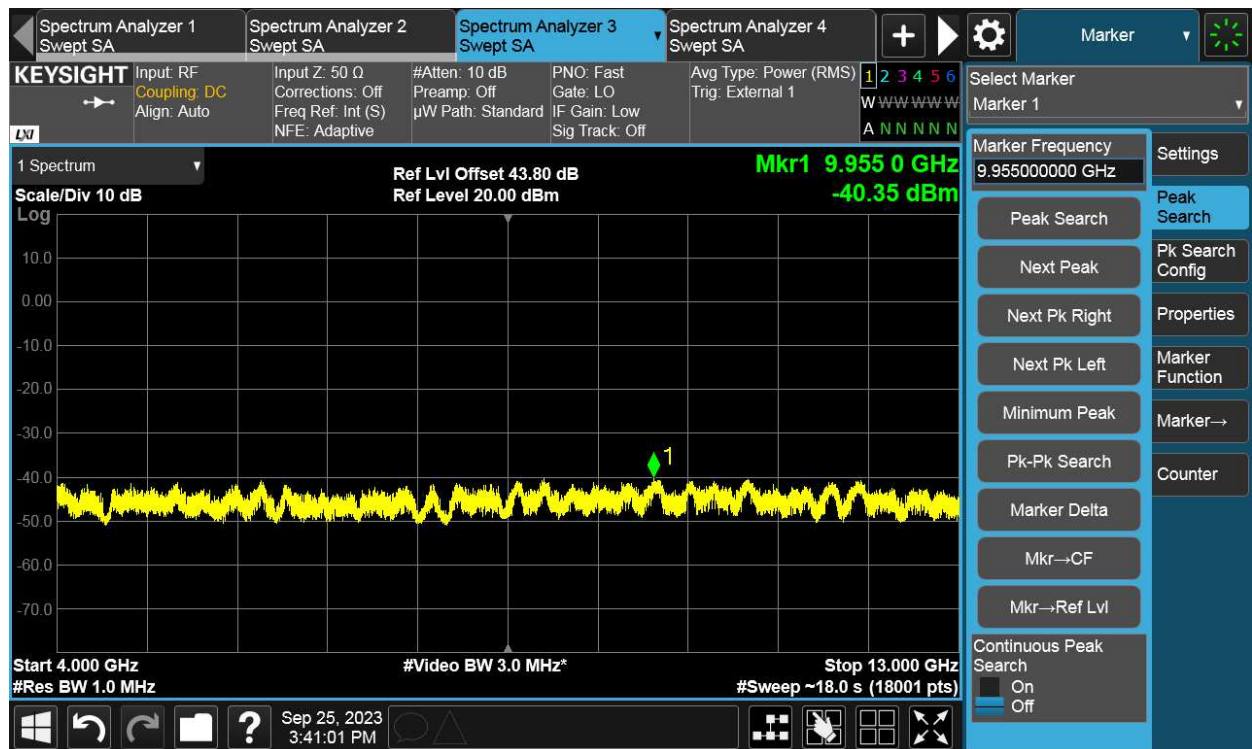 Spectrum Analyzer 1
Swept SA
Spectrum Analyzer 2
Swept SA
Spectrum Analyzer 3
Swept SA
Spectrum Analyzer 4
Swept SA
+
Marker
KEYSIGHT
LXI
Input: RF
Coupling: DC
Align: Auto
Input Z: 50 Ω
Corrections: Off
Freq Ref: Int (S)
NFE: Adaptive
#Atten: 10 dB
Preamp: Off
µW Path: Standard
PNO: Fast
Gate: LO
IF Gain: Low
Sig Track: Off
Avg Type: Power (RMS)
Trig: External 1
1 2 3 4 5 6
W W W W W W
A N N N N N
1 Spectrum
Scale/Div 10 dB
Log
Ref Lvl Offset 43.80 dB
Ref Level 20.00 dBm
Mkr1 9.955 0 GHz
-40.35 dBm
10.0
0.00
-10.0
-20.0
-30.0
-40.0
-50.0
-60.0
-70.0
1
Start 4.000 GHz
#Res BW 1.0 MHz
#Video BW 3.0 MHz*
Stop 13.000 GHz
#Sweep ~18.0 s (18001 pts)
Select Marker
Marker 1
Marker Frequency
9.955000000 GHz
Peak Search
Next Peak
Next Pk Right
Next Pk Left
Minimum Peak
Pk-Pk Search
Marker Delta
Mkr→CF
Mkr→Ref Lvl
Continuous Peak
Search
On
Off
Settings
Peak
Search
Pk Search
Config
Properties
Marker
Function
Marker→
Counter
?
Sep 25, 2023
3:41:01 PM